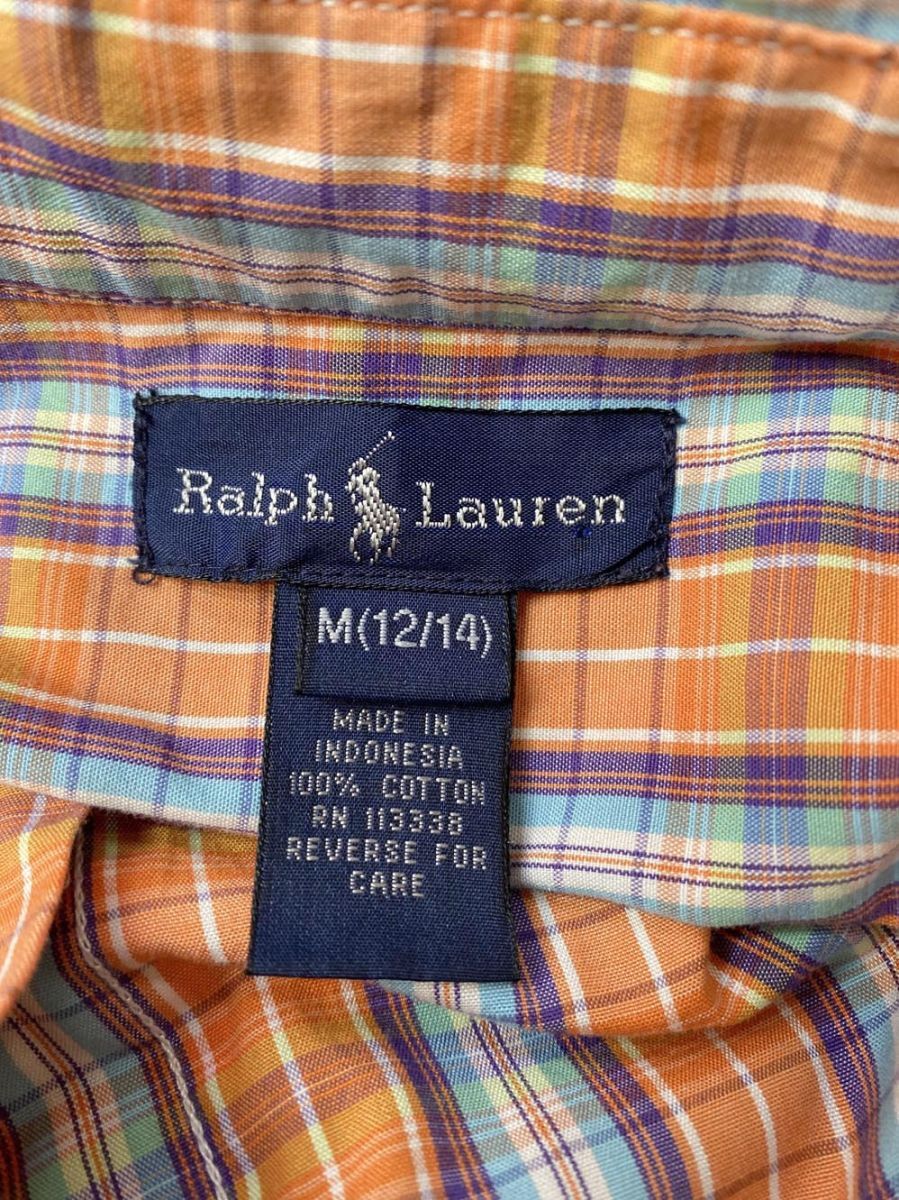 Ralph Lauren
M(12/14)
MADE IN
INDONESIA
100% COTTON
RN 113338
REVERSE FOR
CARE